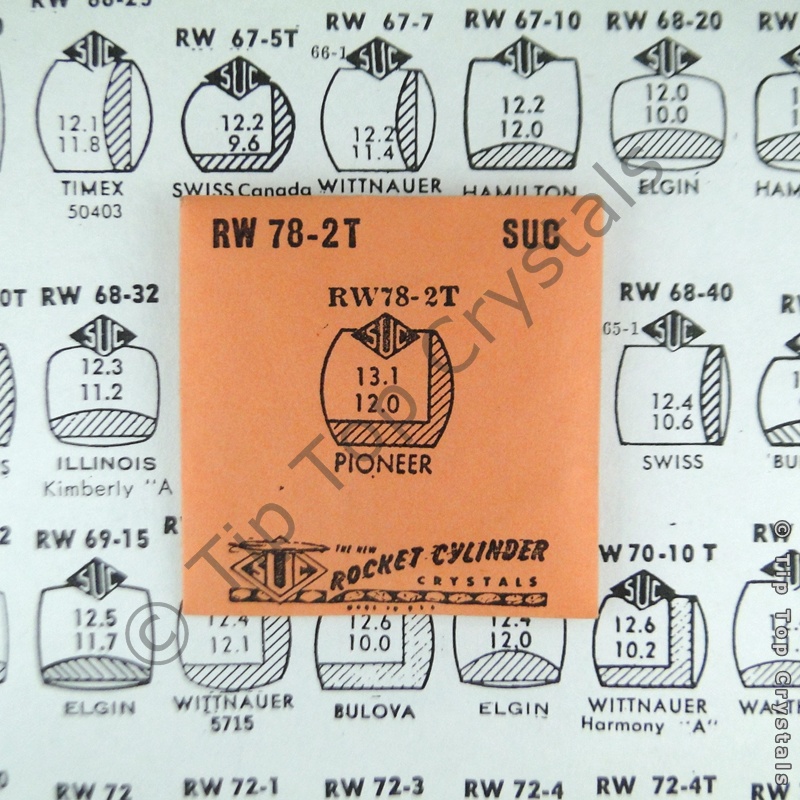 RW 67-5T
RW 67-7
RW 67-10
RW 68-20
RW
66-1
SUC
SUC
SUC
SUC
SUC
12.1
11.8
12.2
9.6
12.2
11.4
12.2
12.0
12.0
10.0
TIMEX
50403
SWISS Canada
WITTNAUER
HAMILTON
ELGIN
HAM
RW 78-2T SUC
RW78-2T
SUC
13.1
12.0
PIONEER
THE NEW
ROCKET CYLINDER
CRYSTALS
SUC
MADE IN U.S.A.
0T RW 68-32
SUC
12.3
11.2
ILLINOIS
Kimberly "A
RW 68-40
65-1
SUC
12.4
10.6
SWISS
BU
RW 69-15
SUC
12.5
11.7
ELGIN
12.4
12.1
WITTNAUER
5715
12.6
10.0
BULOVA
12.4
12.0
ELGIN
W 70-10 T
SUC
12.6
10.2
WITTNAUER
Harmony "A"
RW 72
RW 72-1
RW 72-3
RW 72-4
RW 72-4T
RW
© Tip Top Crystals
© Tip Top Crystals